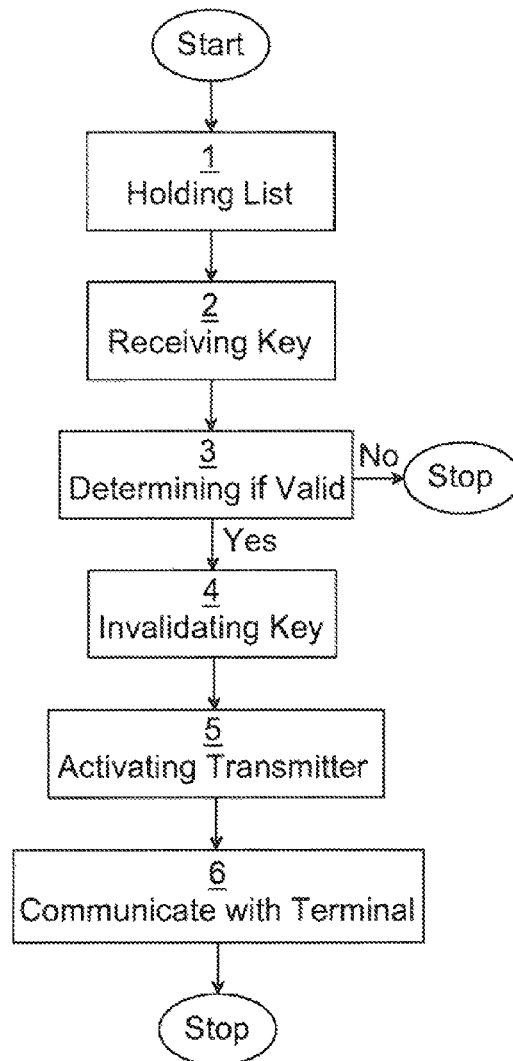 Start
1
Holding List
2
Receiving Key
3
Determining if Valid
No
Stop
Yes
4
Invalidating Key
5
Activating Transmitter
6
Communicate with Terminal
Stop